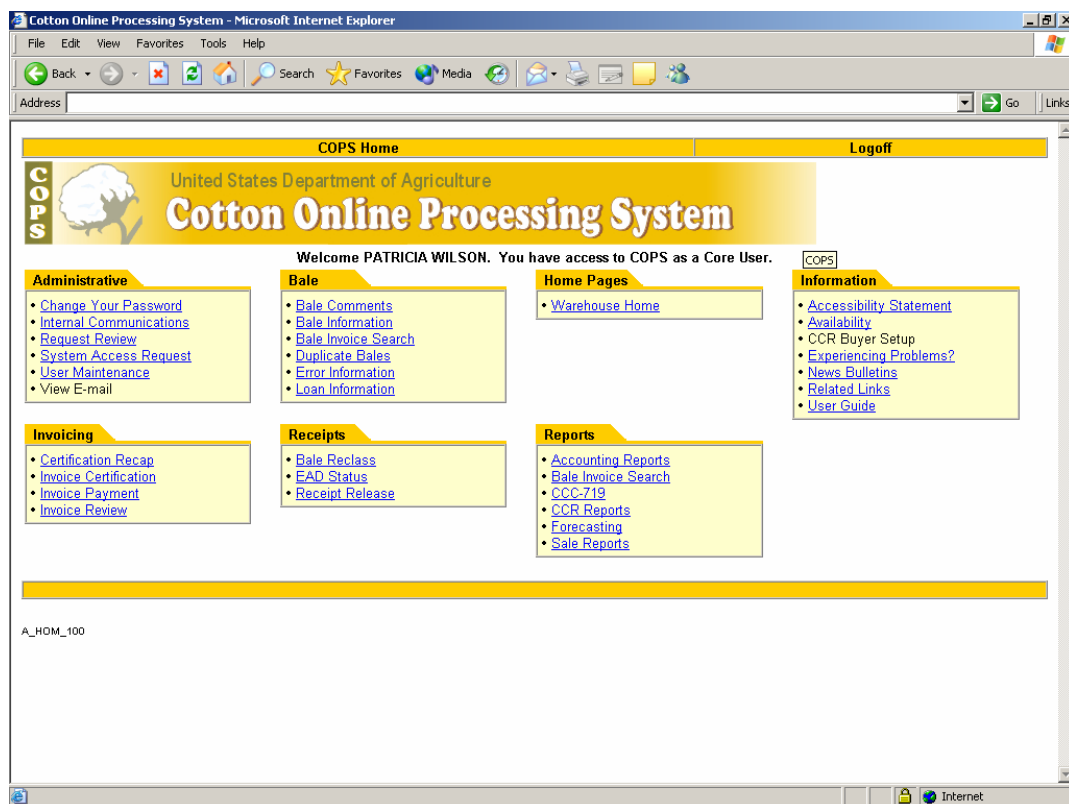 Cotton Online Processing System - Microsoft Internet Explorer
File Edit View Favorites Tools Help
Back Search Favorites Media
Address Go Links
COPS Home Logoff
COPS
United States Department of Agriculture
Cotton Online Processing System
Welcome PATRICIA WILSON. You have access to COPS as a Core User. COPS
Administrative
• Change Your Password
• Internal Communications
• Request Review
• System Access Request
• User Maintenance
• View E-mail
Bale
• Bale Comments
• Bale Information
• Bale Invoice Search
• Duplicate Bales
• Error Information
• Loan Information
Home Pages
• Warehouse Home
Information
• Accessibility Statement
• Availability
• CCR Buyer Setup
• Experiencing Problems?
• News Bulletins
• Related Links
• User Guide
Invoicing
• Certification Recap
• Invoice Certification
• Invoice Payment
• Invoice Review
Receipts
• Bale Reclass
• EAD Status
• Receipt Release
Reports
• Accounting Reports
• Bale Invoice Search
• CCC-719
• CCR Reports
• Forecasting
• Sale Reports
A_HOM_100
Internet